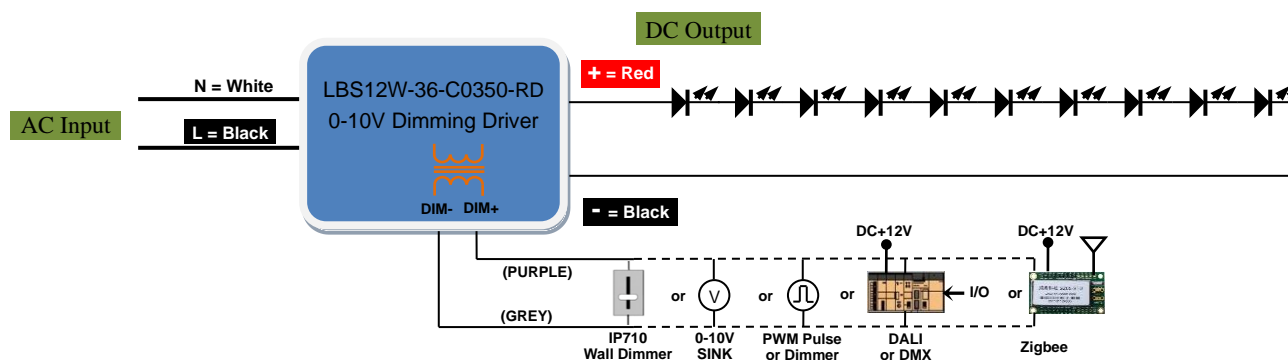 DC Output
+ = Red
N = White
LBS12W-36-C0350-RD
0-10V Dimming Driver
AC Input
L = Black
DIM- DIM+
- = Black
DC+12V
DC+12V
(PURPLE)
or
V
or
or
I/O
or
(GREY)
IP710
Wall Dimmer
0-10V
SINK
PWM Pulse
or Dimmer
DALI
or DMX
Zigbee